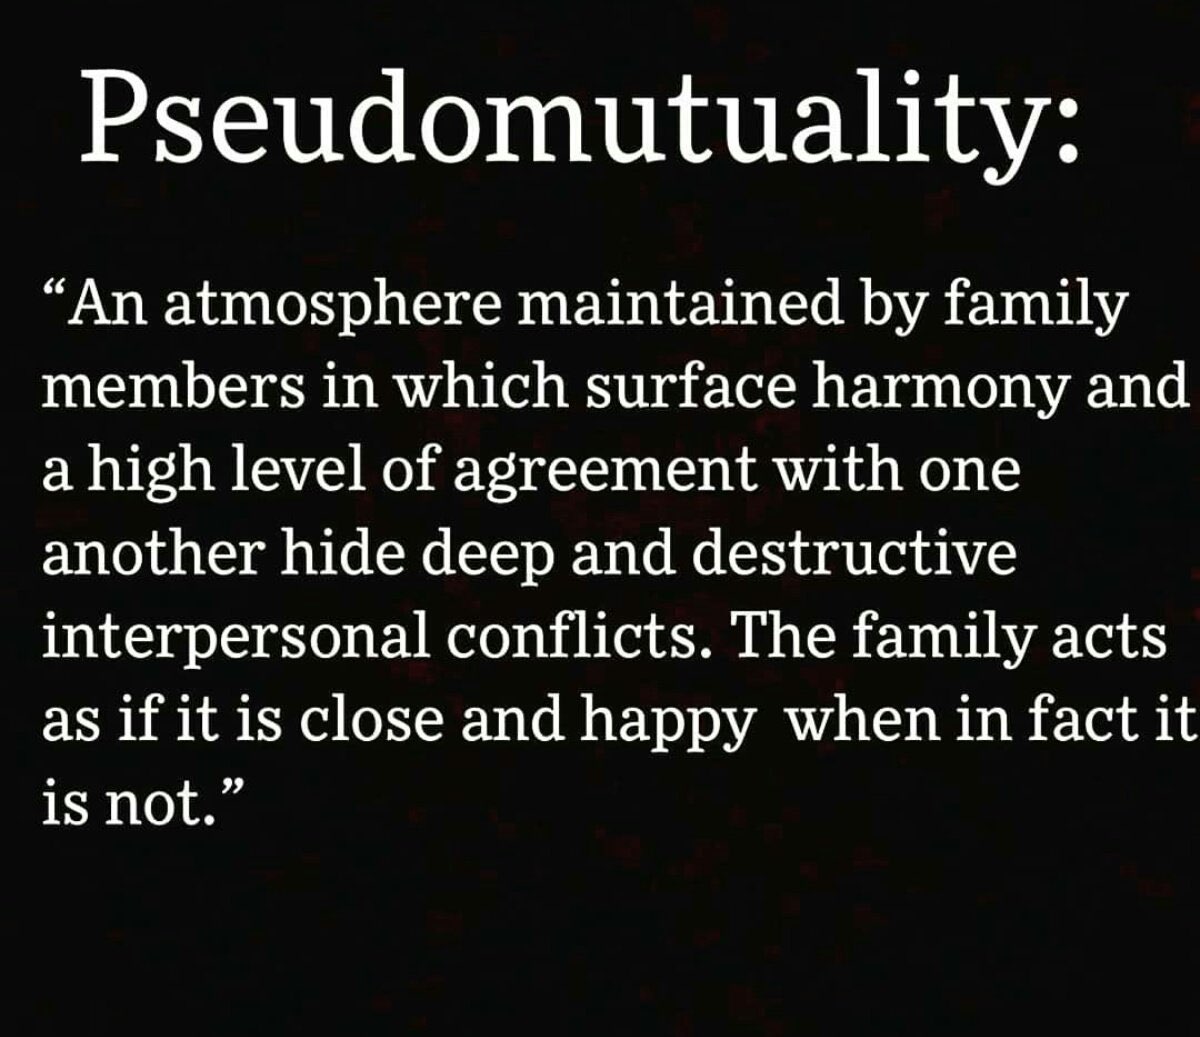 Pseudomutuality:
“An atmosphere maintained by family
members in which surface harmony and
a high level of agreement with one
another hide deep and destructive
interpersonal conflicts. The family acts
as if it is close and happy  when in fact it
is not.”